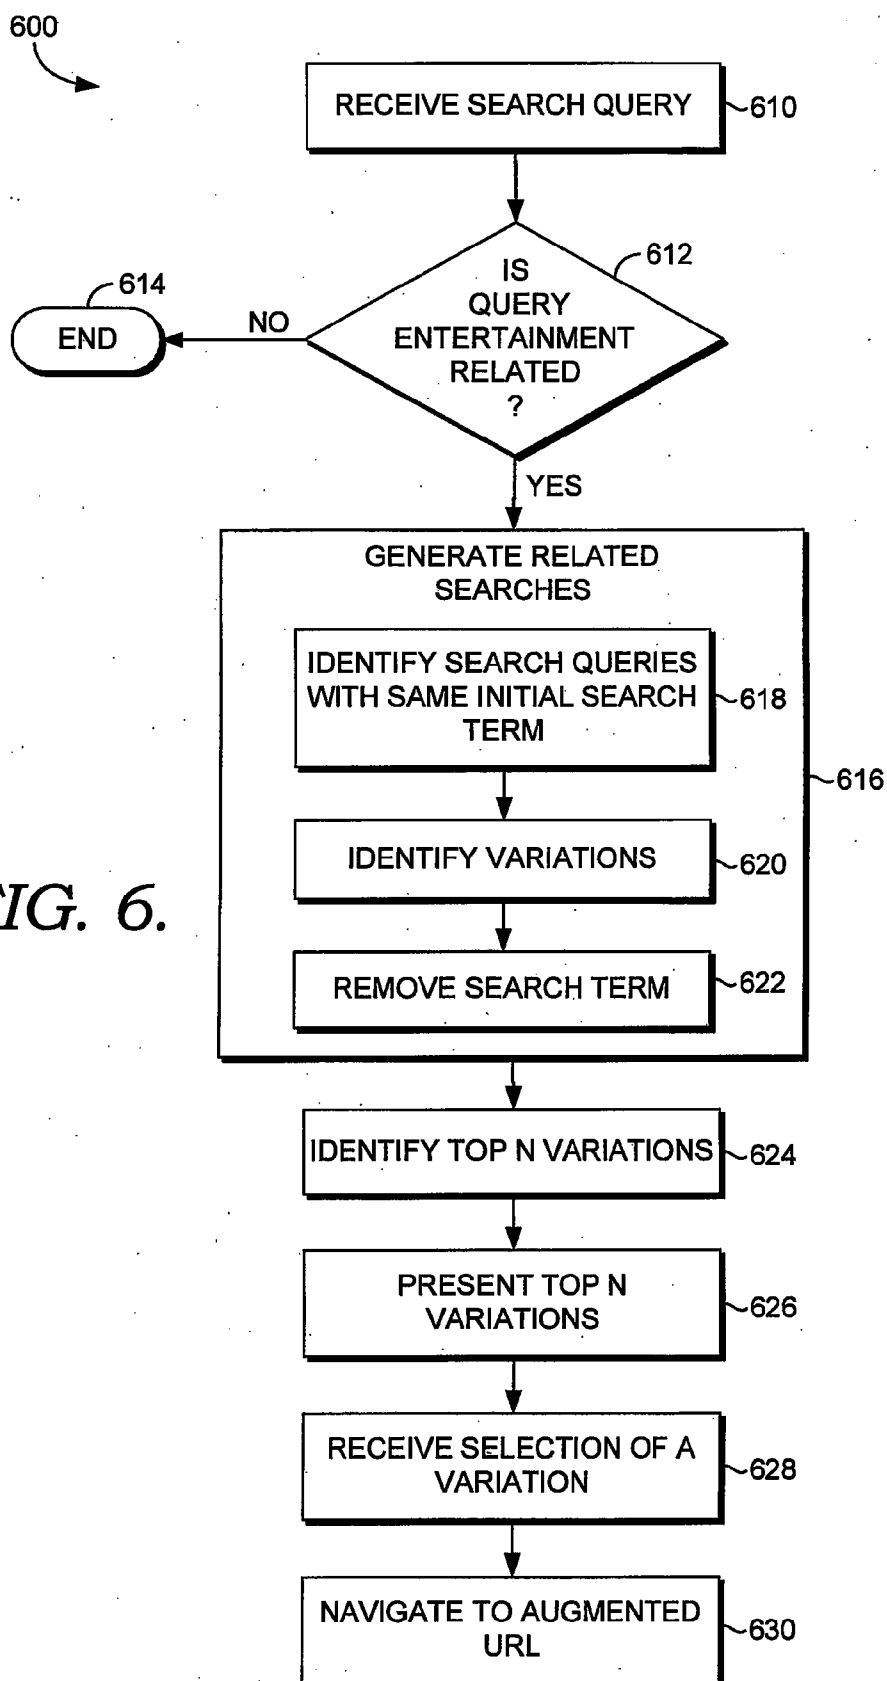 600
RECEIVE SEARCH QUERY
610
IS
QUERY
ENTERTAINMENT
RELATED
?
612
614
END
NO
YES
GENERATE RELATED
SEARCHES
IDENTIFY SEARCH QUERIES
WITH SAME INITIAL SEARCH
TERM
618
616
IDENTIFY VARIATIONS
620
REMOVE SEARCH TERM
622
IG. 6.
IDENTIFY TOP N VARIATIONS
624
PRESENT TOP N
VARIATIONS
626
RECEIVE SELECTION OF A
VARIATION
628
NAVIGATE TO AUGMENTED
URL
630